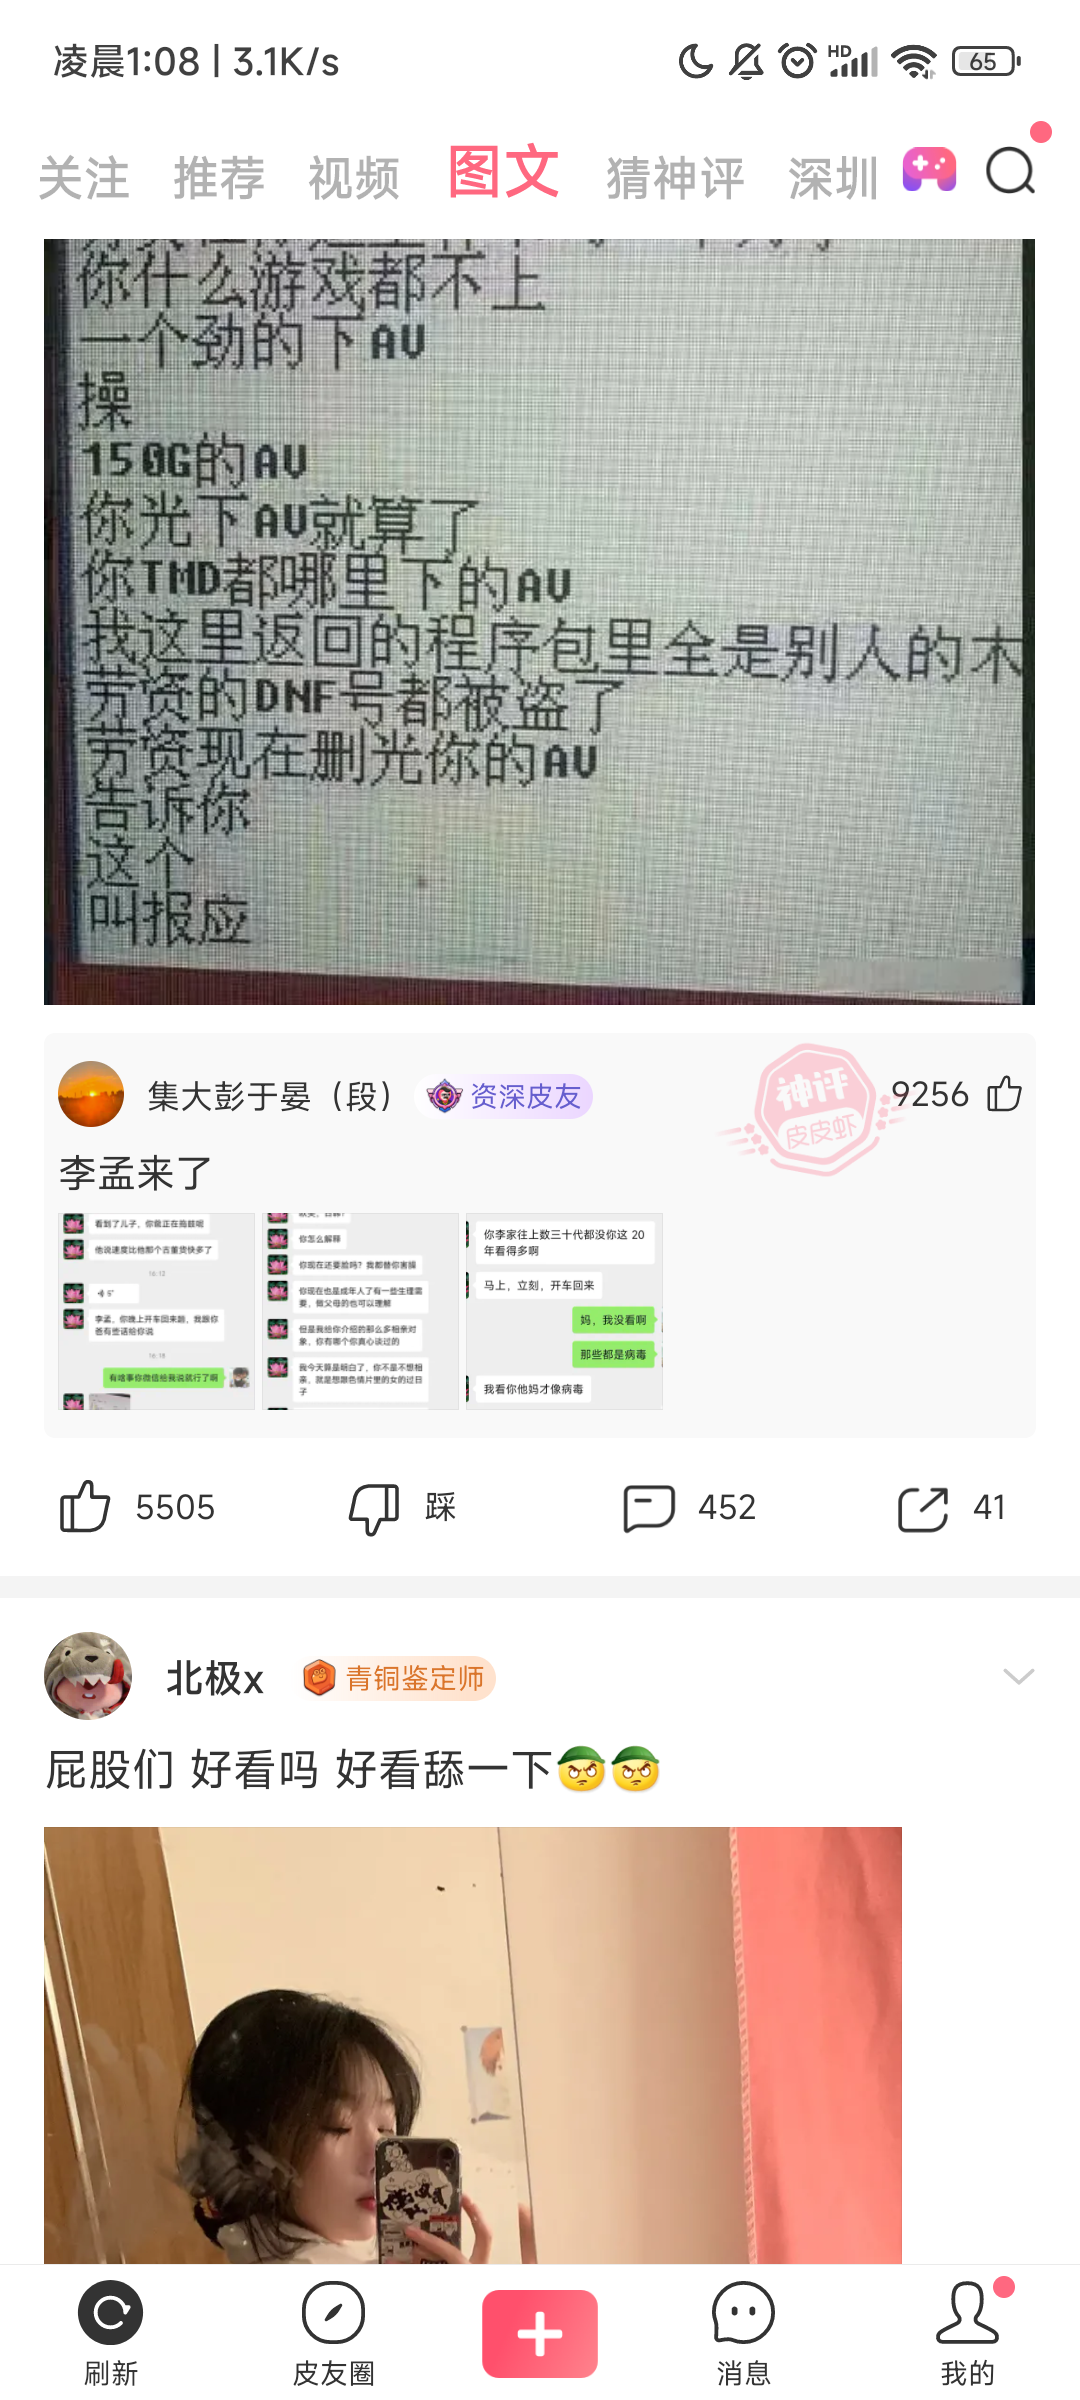 凌晨1:08 | 3.1K/s
HD
65
关注 推荐 视频 图文 猜神评 深圳
你什么游戏都不上
一个劲的下AV
操
150G的AV
你光下AV就算了
你TMD都哪里下的AV
我这里返回的程序包里全是别人的木
劳资的DNF号都被盗了
劳资现在删光你的AV
告诉你
这个
叫报应
集大彭于晏（段） 资深皮友
神评
皮皮虾
9256
李孟来了
看到了儿子，你能正在捣鼓呢
他说速度比他那个古董货快多了
16:12
5"
李孟，你晚上开车回来趟，我跟你
爸有些话给你说
16:18
有啥事你微信给我说就行了啊
你怎么解释
你现在还要脸吗？我都替你害臊
你现在也是成年人了有一些生理需
要，做父母的也可以理解
但是我给你介绍的那么多相亲对
象，你有哪个你真心谈过的
我今天算是明白了，你不是不想相
亲，就是想跟色情片里的女的过日
子
你李家往上数三十代都没你这 20
年看得多啊
马上，立刻，开车回来
妈，我没看啊
那些都是病毒
我看你他妈才像病毒
5505 踩 452 41
北极x 青铜鉴定师
屁股们 好看吗 好看舔一下
刷新 皮友圈 消息 我的